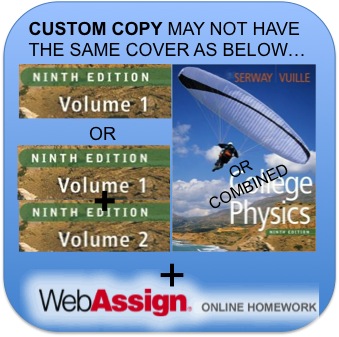 CUSTOM COPY MAY NOT HAVE
THE SAME COVER AS BELOW...
NINTH EDITION
Volume 1
OR
NINTH EDITION
Volume 1
+
NINTH EDITION
Volume 2
SERWAY VUILLE
OR
COMBINED
College
Physics
NINTH EDITION
+
WebAssign. ONLINE HOMEWORK